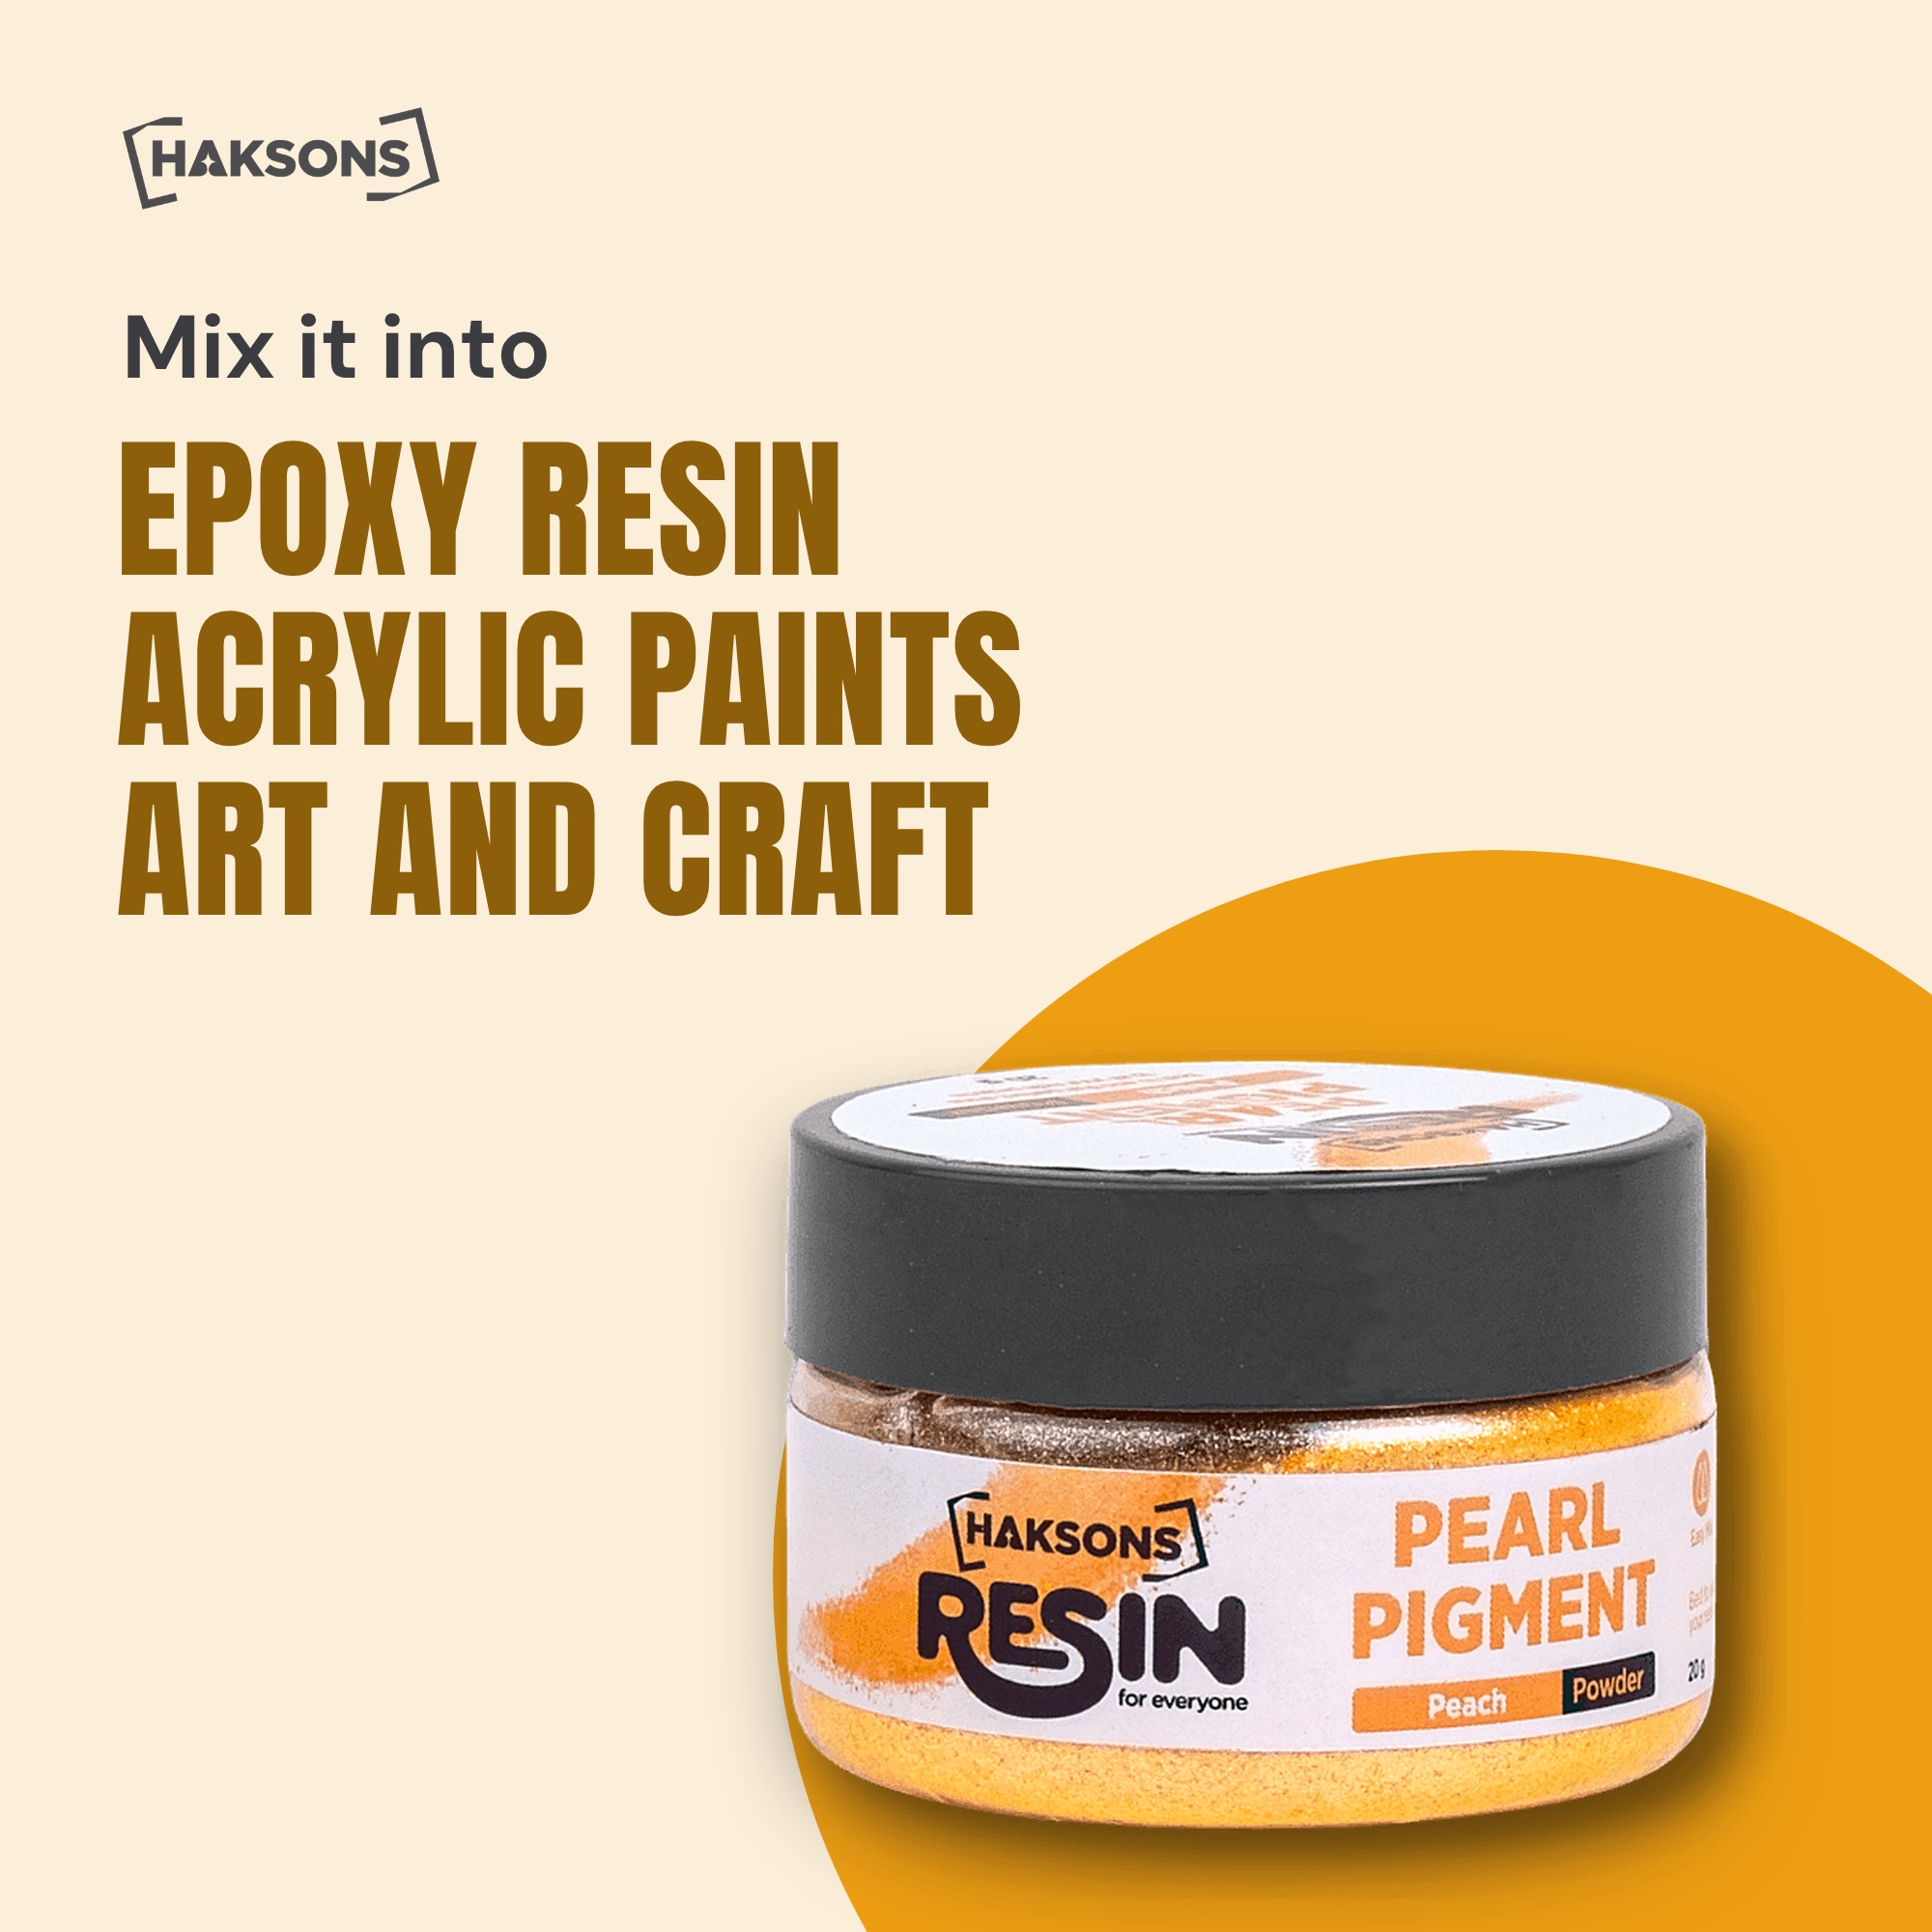 HAKSONS
Mix it into
EPOXY RESIN
ACRYLIC PAINTS
ART AND CRAFT
HAKSONS
RESIN
for everyone
PEARL
PIGMENT
Peach Powder
20 g